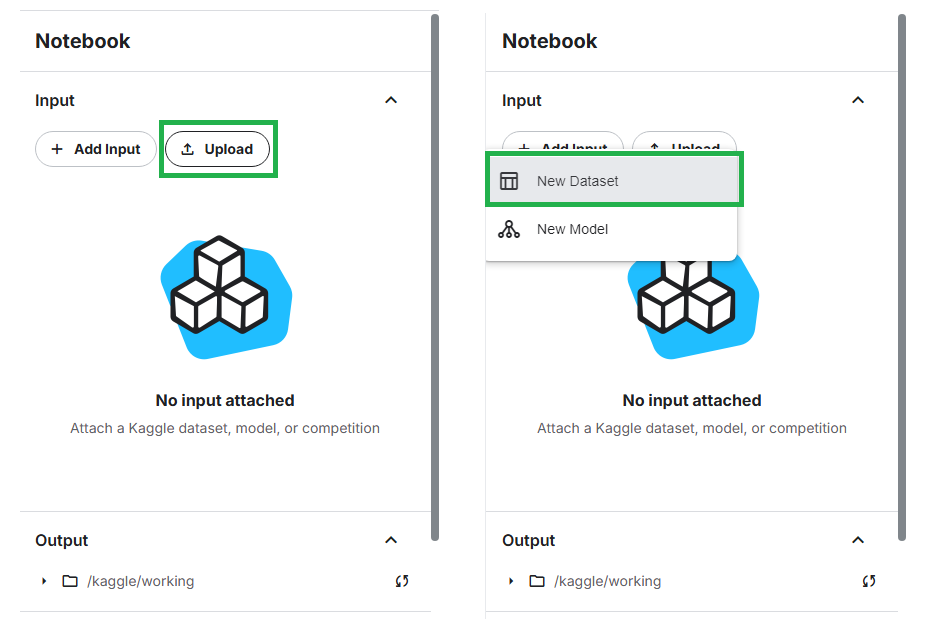 Notebook
Input
Add Input
Upload
No input attached
Attach a Kaggle dataset, model, or competition
Output
/kaggle/working
Notebook
Input
Add Input
Upload
New Dataset
New Model
No input attached
Attach a Kaggle dataset, model, or competition
Output
/kaggle/working